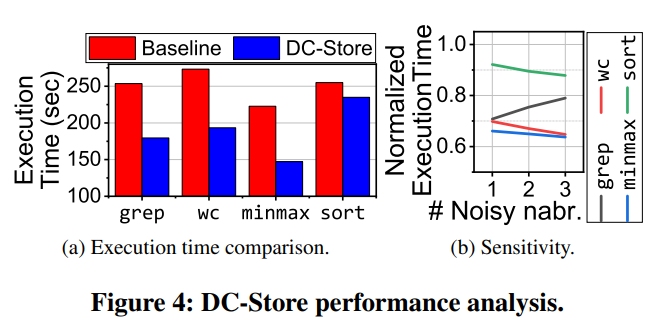 Baseline DC-Store
Execution
Time (sec)
250
200
150
100
grep wc minmax sort
(a) Execution time comparison.
Normalized
ExecutionTime
1.0
0.8
0.6
1 2 3
# Noisy nabr.
grep wc
minmax sort
(b) Sensitivity.
Figure 4: DC-Store performance analysis.